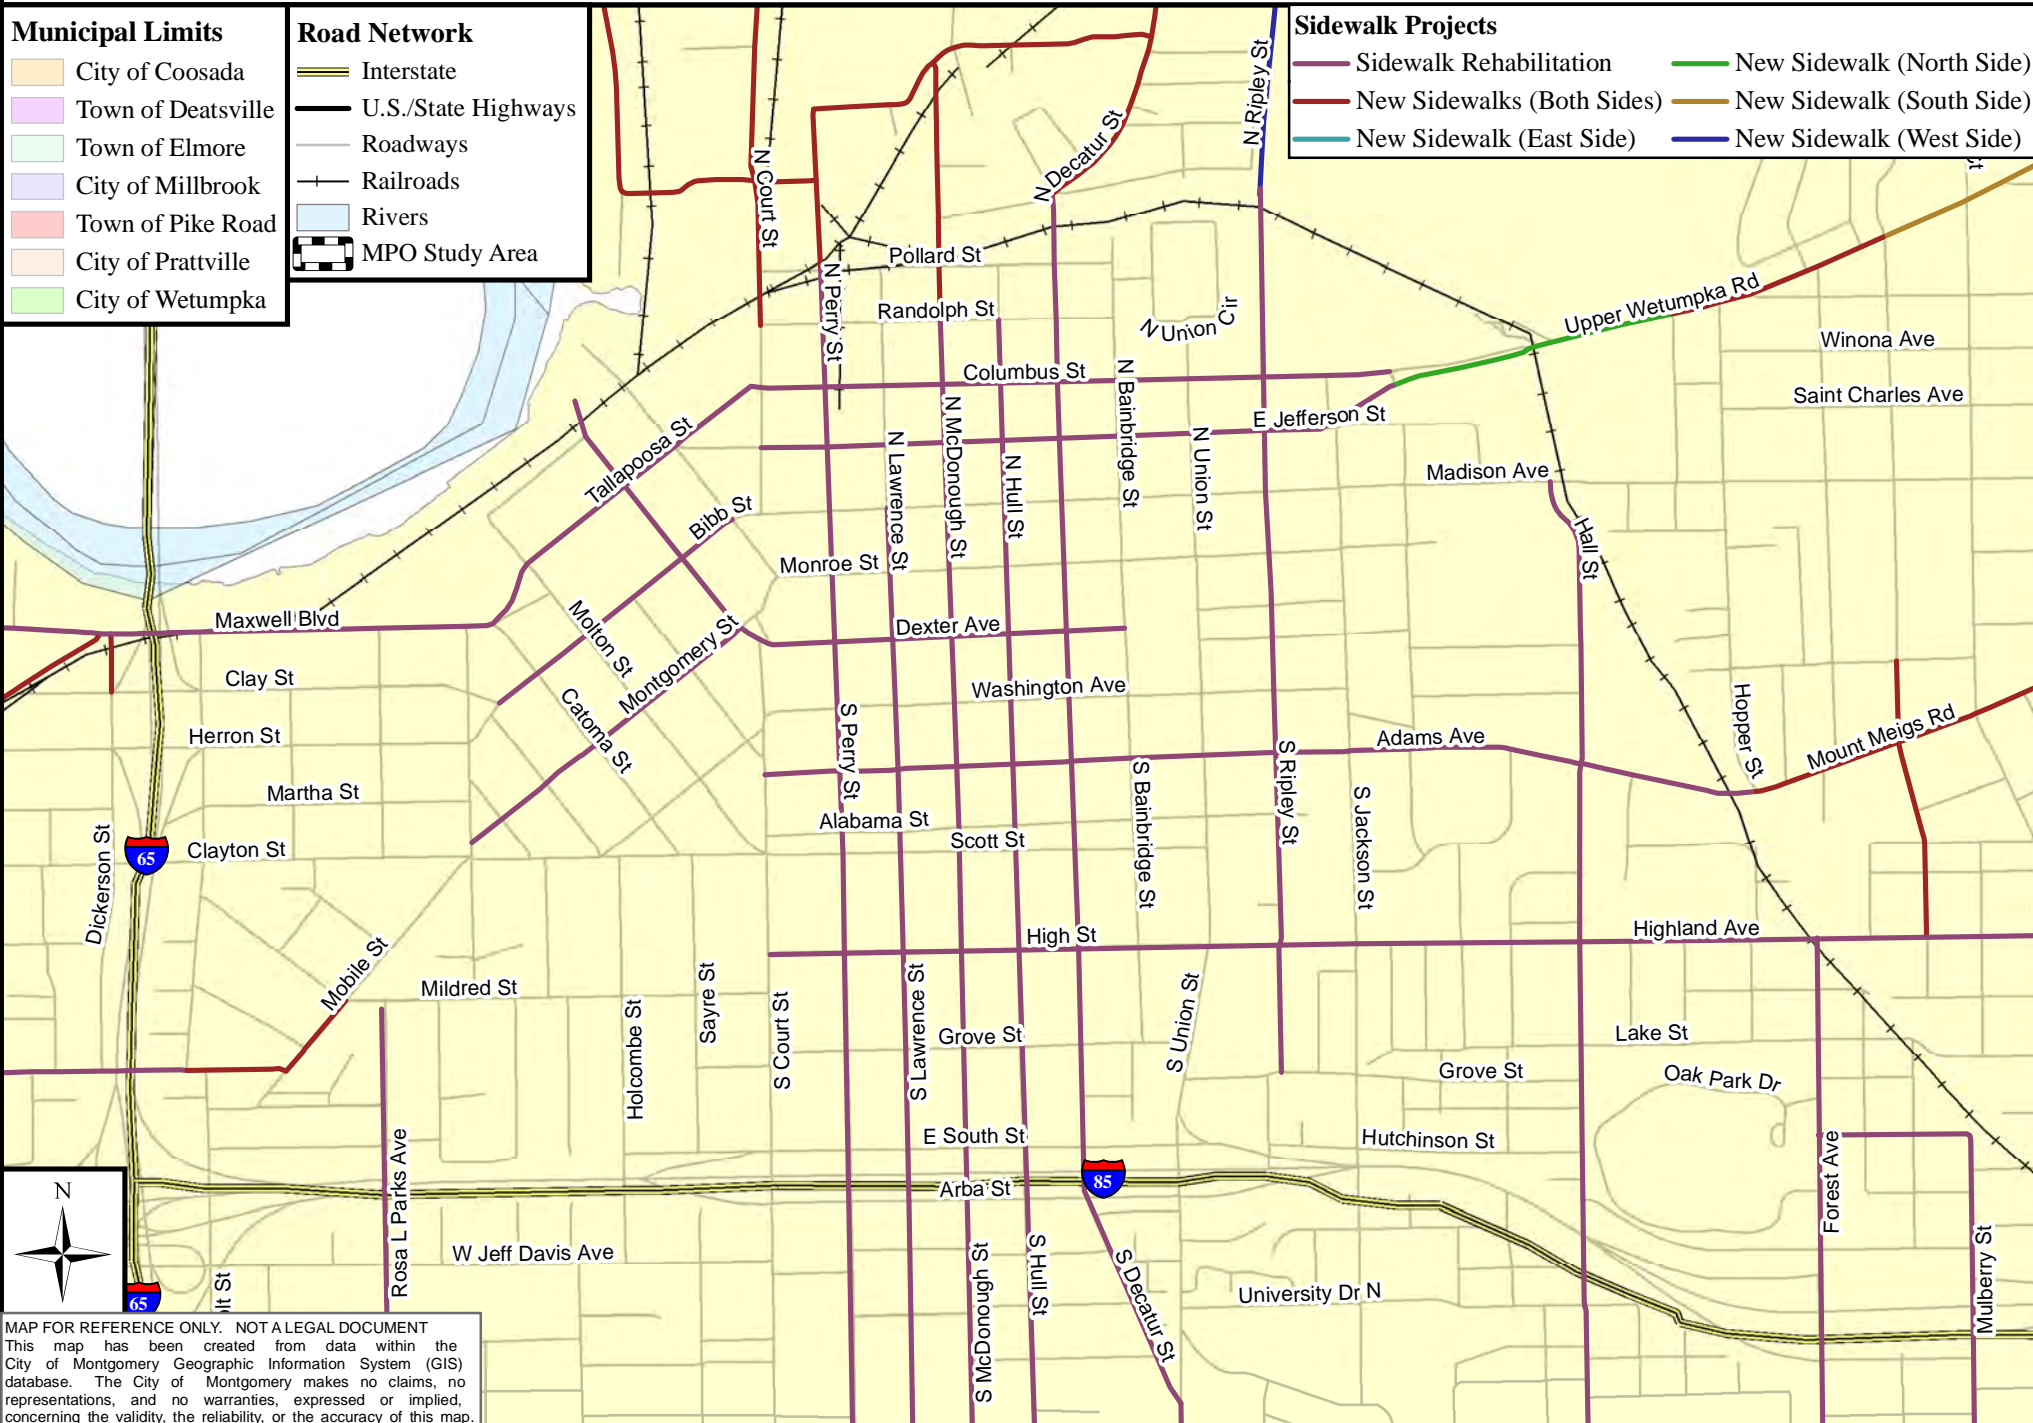 Municipal Limits
City of Coosada
Town of Deatsville
Town of Elmore
City of Millbrook
Town of Pike Road
City of Prattville
City of Wetumpka
Road Network
Interstate
U.S./State Highways
Roadways
Railroads
Rivers
MPO Study Area
Sidewalk Projects
Sidewalk Rehabilitation
New Sidewalks (Both Sides)
New Sidewalk (East Side)
New Sidewalk (North Side)
New Sidewalk (South Side)
New Sidewalk (West Side)
N Ripley St
N Decatur St
N Court St
St
Pollard St
N Perry St
Randolph St
N Union Cir
Upper Wetumpka Rd
Winona Ave
Columbus St
N Bainbridge St
Saint Charles Ave
E Jefferson St
Tallapoosa St
N Lawrence St
N McDonough St
N Hull St
N Union St
Madison Ave
Bibb St
Hall St
Monroe St
Maxwell Blvd
Molton St
Montgomery St
Dexter Ave
Clay St
Washington Ave
Catoma St
Herron St
S Perry St
Adams Ave
Hopper St
Mount Meigs Rd
Martha St
S Ripley St
S Bainbridge St
S Jackson St
Alabama St
Scott St
Dickerson St
65
Clayton St
High St
Highland Ave
Mobile St
Mildred St
Holcombe St
Sayre St
S Court St
S Lawrence St
Grove St
S Union St
Lake St
Grove St
Oak Park Dr
E South St
Hutchinson St
Rosa L Parks Ave
Forest Ave
85
Arba St
N
W Jeff Davis Ave
S McDonough St
S Hull St
S Decatur St
University Dr N
Mulberry St
65
olt St
MAP FOR REFERENCE ONLY. NOT A LEGAL DOCUMENT
This map has been created from data within the
City of Montgomery Geographic Information System (GIS)
database. The City of Montgomery makes no claims, no
representations, and no warranties, expressed or implied,
concerning the validity, the reliability, or the accuracy of this map.